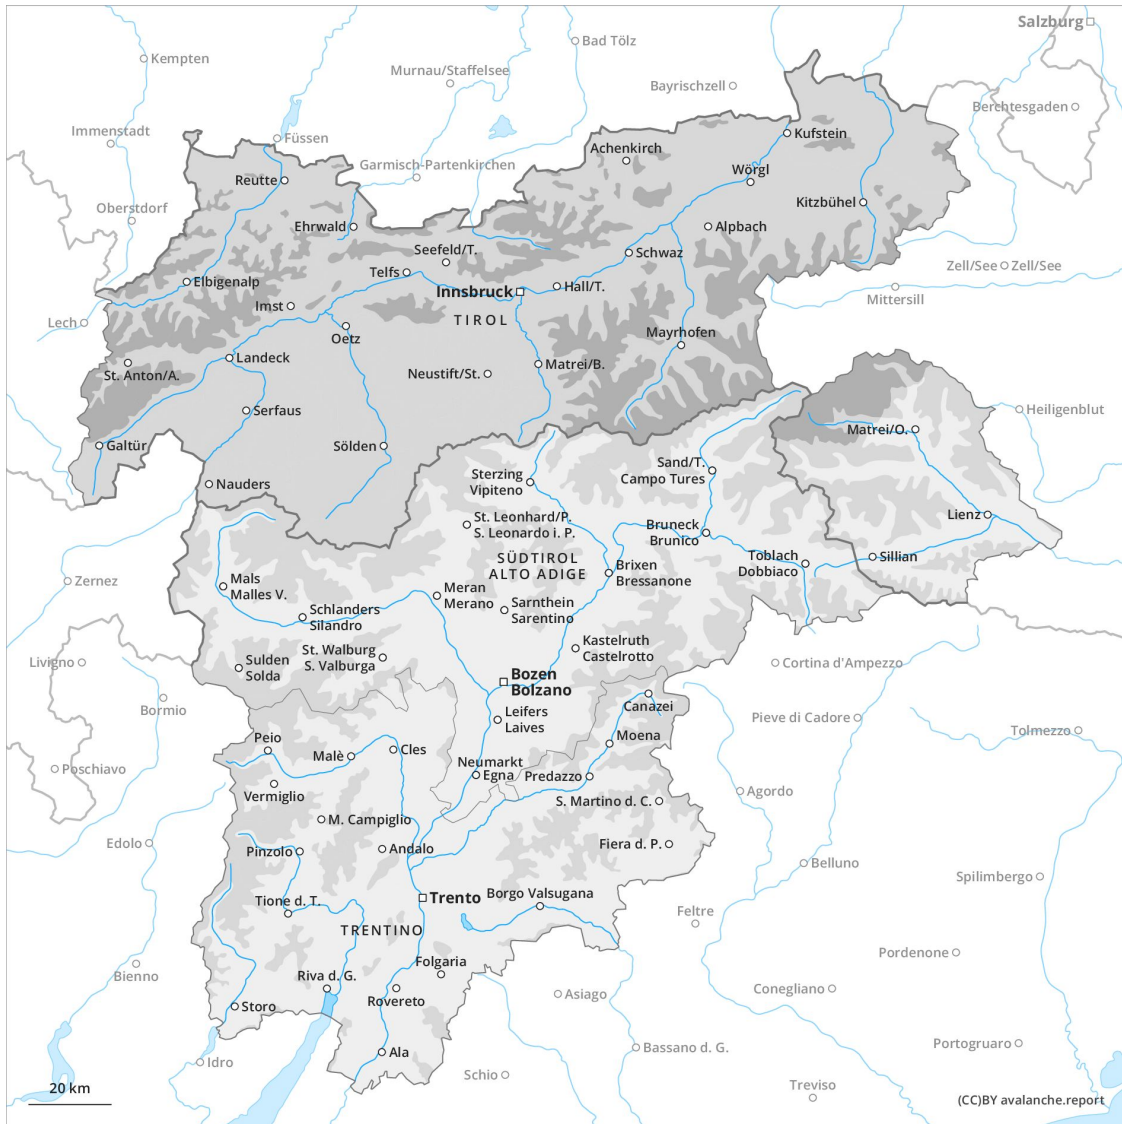 Salzburg
Kempten
Bad Tölz
Murnau/Staffelsee
Bayrischzell
Berchtesgaden
Immenstadt
Füssen
Kufstein
Achenkirch
Garmisch-Partenkirchen
Wörgl
Reutte
Oberstdorf
Kitzbühel
Ehrwald
Alpbach
Seefeld/T.
Schwaz
Telfs
Zell/See
Zell/See
Elbigenalp
Innsbruck
Hall/T.
Mittersill
Imst
TIROL
Lech
Oetz
Mayrhofen
Landeck
Matrei/B.
St. Anton/A.
Neustift/St.
Serfaus
Heiligenblut
Matrei/O.
Galtür
Sölden
Sand/T.
Campo Tures
Sterzing
Vipiteno
Nauders
Lienz
St. Leonhard/P.
S. Leonardo i. P.
Bruneck
Brunico
SÜDTIROL
ALTO ADIGE
Toblach
Dobbiaco
Sillian
Brixen
Bressanone
Zernez
Mals
Malles V.
Meran
Merano
Sarnthein
Sarentino
Schlanders
Silandro
Kastelruth
Castelrotto
St. Walburg
S. Valburga
Livigno
Sulden
Solda
Cortina d'Ampezzo
Bozen
Bolzano
Bormio
Canazei
Leifers
Laives
Pieve di Cadore
Tolmezzo
Moena
Peio
Malè
Cles
Neumarkt
Egna
Predazzo
Poschiavo
Vermiglio
Agordo
S. Martino d. C.
M. Campiglio
Edolo
Pinzolo
Andalo
Fiera d. P.
Belluno
Spilimbergo
Tione d. T.
Trento
Borgo Valsugana
Feltre
TRENTINO
Pordenone
Bienno
Folgaria
Riva d. G.
Conegliano
Storo
Rovereto
Asiago
Portogruaro
Bassano d. G.
Ala
Idro
Schio
Treviso
20 km
(CC)BY avalanche.report